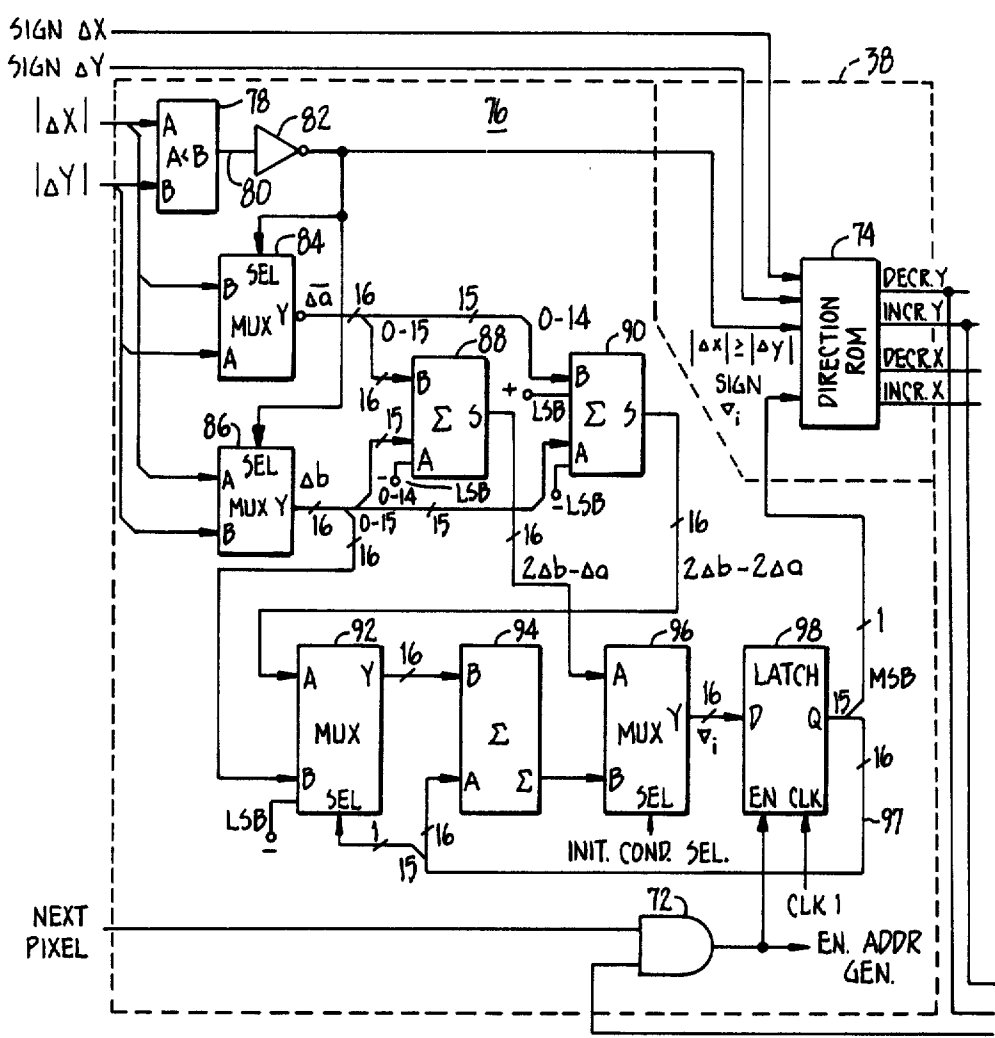 SIGN ΔX
SIGN ΔY
38
|ΔX|
78
A
A<B
B
82
76
|ΔY|
80
84
SEL
B
MUX Y
A
Δa
16
15
0-15
0-14
88
90
16
B
Σ S
A
15
- 0-14 LSB
B
+ LSB
Σ S
A
- LSB
74
DIRECTION
ROM
DECR.Y
INCR.Y
DECR.X
INCR.X
|ΔX| ≥ |ΔY|
SIGN
∇i
86
SEL
A
MUX Y
B
Δb
16
0-15
15
16
16
2Δb-Δa
16
2Δb-2Δa
1
MSB
92
A Y
MUX
B
SEL
LSB
-
16
94
B
Σ
A Σ
96
A
Y
MUX
B
SEL
16
∇i
98
LATCH
D Q
EN CLK
15
16
97
1
15
16
INIT. COND. SEL.
CLK 1
NEXT
PIXEL
72
EN. ADDR
GEN.